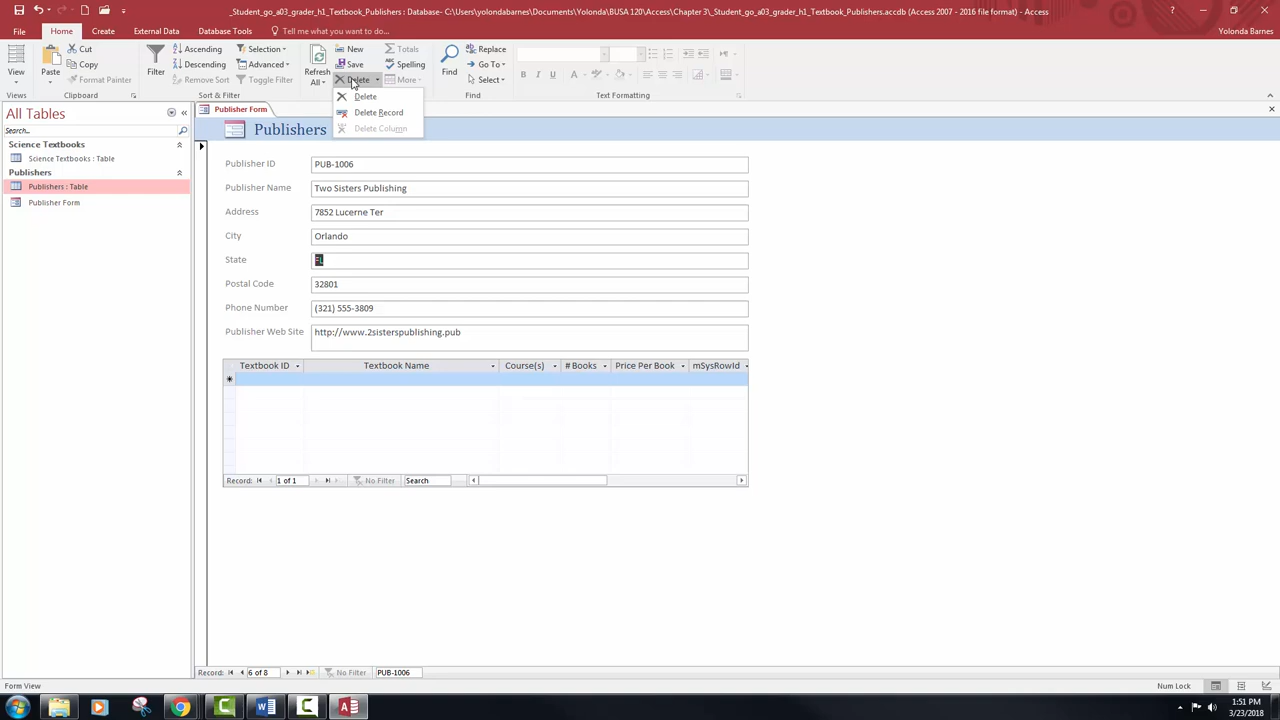 _Student_go_a03_grader_h1_Textbook_Publishers : Database- C:\Users\yolondabarnes\Documents\Yolonda\BUSA 120\Access\Chapter 3\_Student_go_a03_grader_h1_Textbook_Publishers.accdb (Access 2007 - 2016 file format) - Access
Yolonda Barnes
File Home Create External Data Database Tools Tell me what you want to do...
View
Views
Paste
Cut
Copy
Format Painter
Clipboard
Filter
Ascending
Descending
Remove Sort
Selection
Advanced
Toggle Filter
Sort & Filter
Refresh All
New
Save
Delete
Totals
Spelling
More
Delete
Delete Record
Delete Column
Find
Replace
Go To
Select
Find
B I U A
Text Formatting
All Tables
Search...
Science Textbooks
Science Textbooks : Table
Publishers
Publishers : Table
Publisher Form
Publisher Form
Publishers
Publisher ID PUB-1006
Publisher Name Two Sisters Publishing
Address 7852 Lucerne Ter
City Orlando
State FL
Postal Code 32801
Phone Number (321) 555-3809
Publisher Web Site http://www.2sisterspublishing.pub
Textbook ID Textbook Name Course(s) # Books Price Per Book mSysRowId
Record: 1 of 1 No Filter Search
Record: 6 of 8 No Filter PUB-1006
Form View Num Lock
1:51 PM
3/23/2018